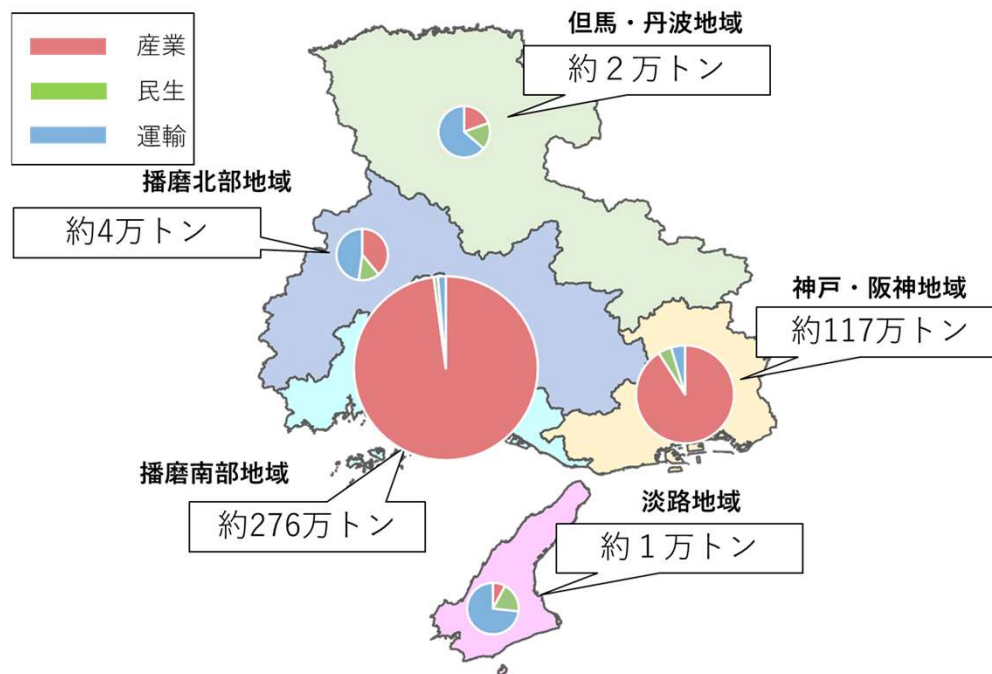 産業
民生
運輸
但馬・丹波地域
約２万トン
播磨北部地域
約4万トン
神戸・阪神地域
約117万トン
播磨南部地域
約276万トン
淡路地域
約１万トン